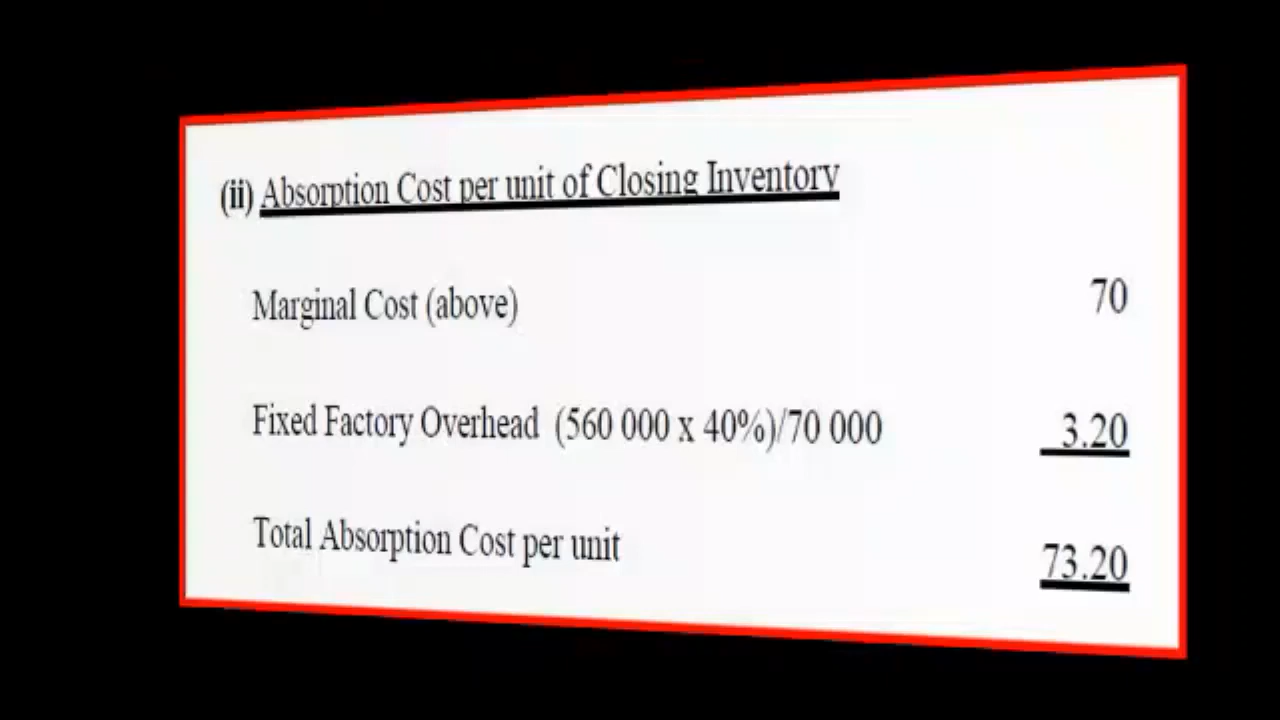 (ii) Absorption Cost per unit of Closing Inventory
Marginal Cost (above) 70
Fixed Factory Overhead (560 000 x 40%)/70 000 3.20
Total Absorption Cost per unit 73.20